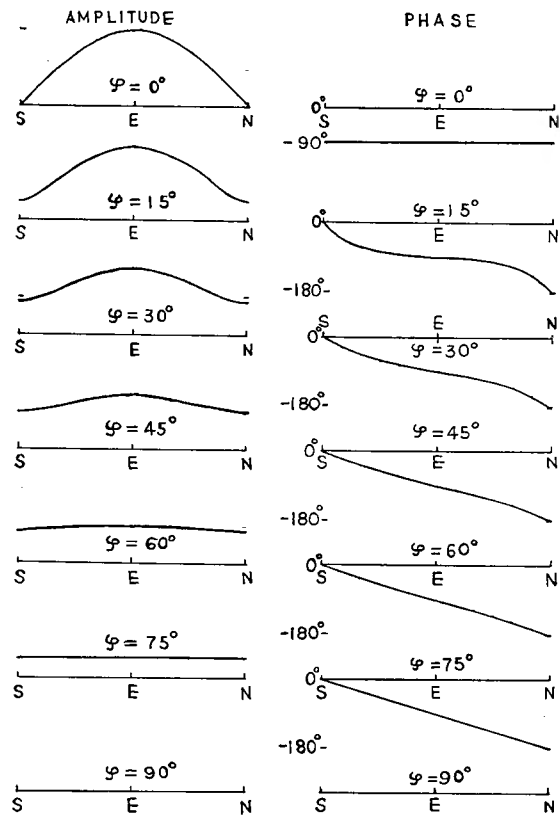 AMPLITUDE
φ = 0°
S E N
φ = 15°
S E N
φ = 30°
S E N
φ = 45°
S E N
φ = 60°
S E N
φ = 75°
S E N
φ = 90°
S E N
PHASE
0° φ = 0°
S E N
-90°
0° φ = 15°
E N
-180°
S E N
0° φ = 30°
-180°
φ = 45°
0° S E N
-180°
φ = 60°
0° S E N
-180°
φ = 75°
0° S E N
-180°
φ = 90°
S E N